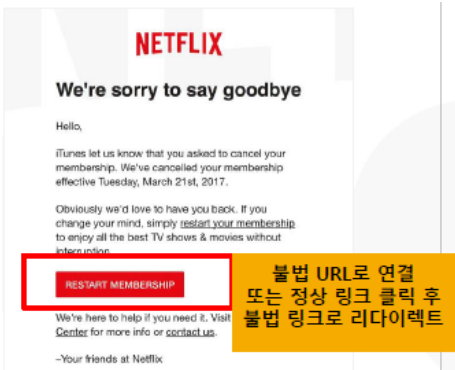 NETFLIX
We're sorry to say goodbye
Hello,
iTunes let us know that you asked to cancel your
membership. We've cancelled your membership
effective Tuesday, March 21st, 2017.
Obviously we'd love to have you back. If you
change your mind, simply restart your membership
to enjoy all the best TV shows & movies without
interruption.
RESTART MEMBERSHIP
불법 URL로 연결
또는 정상 링크 클릭 후
불법 링크로 리다이렉트
We're here to help if you need it. Visit
Center for more info or contact us.
–Your friends at Netflix